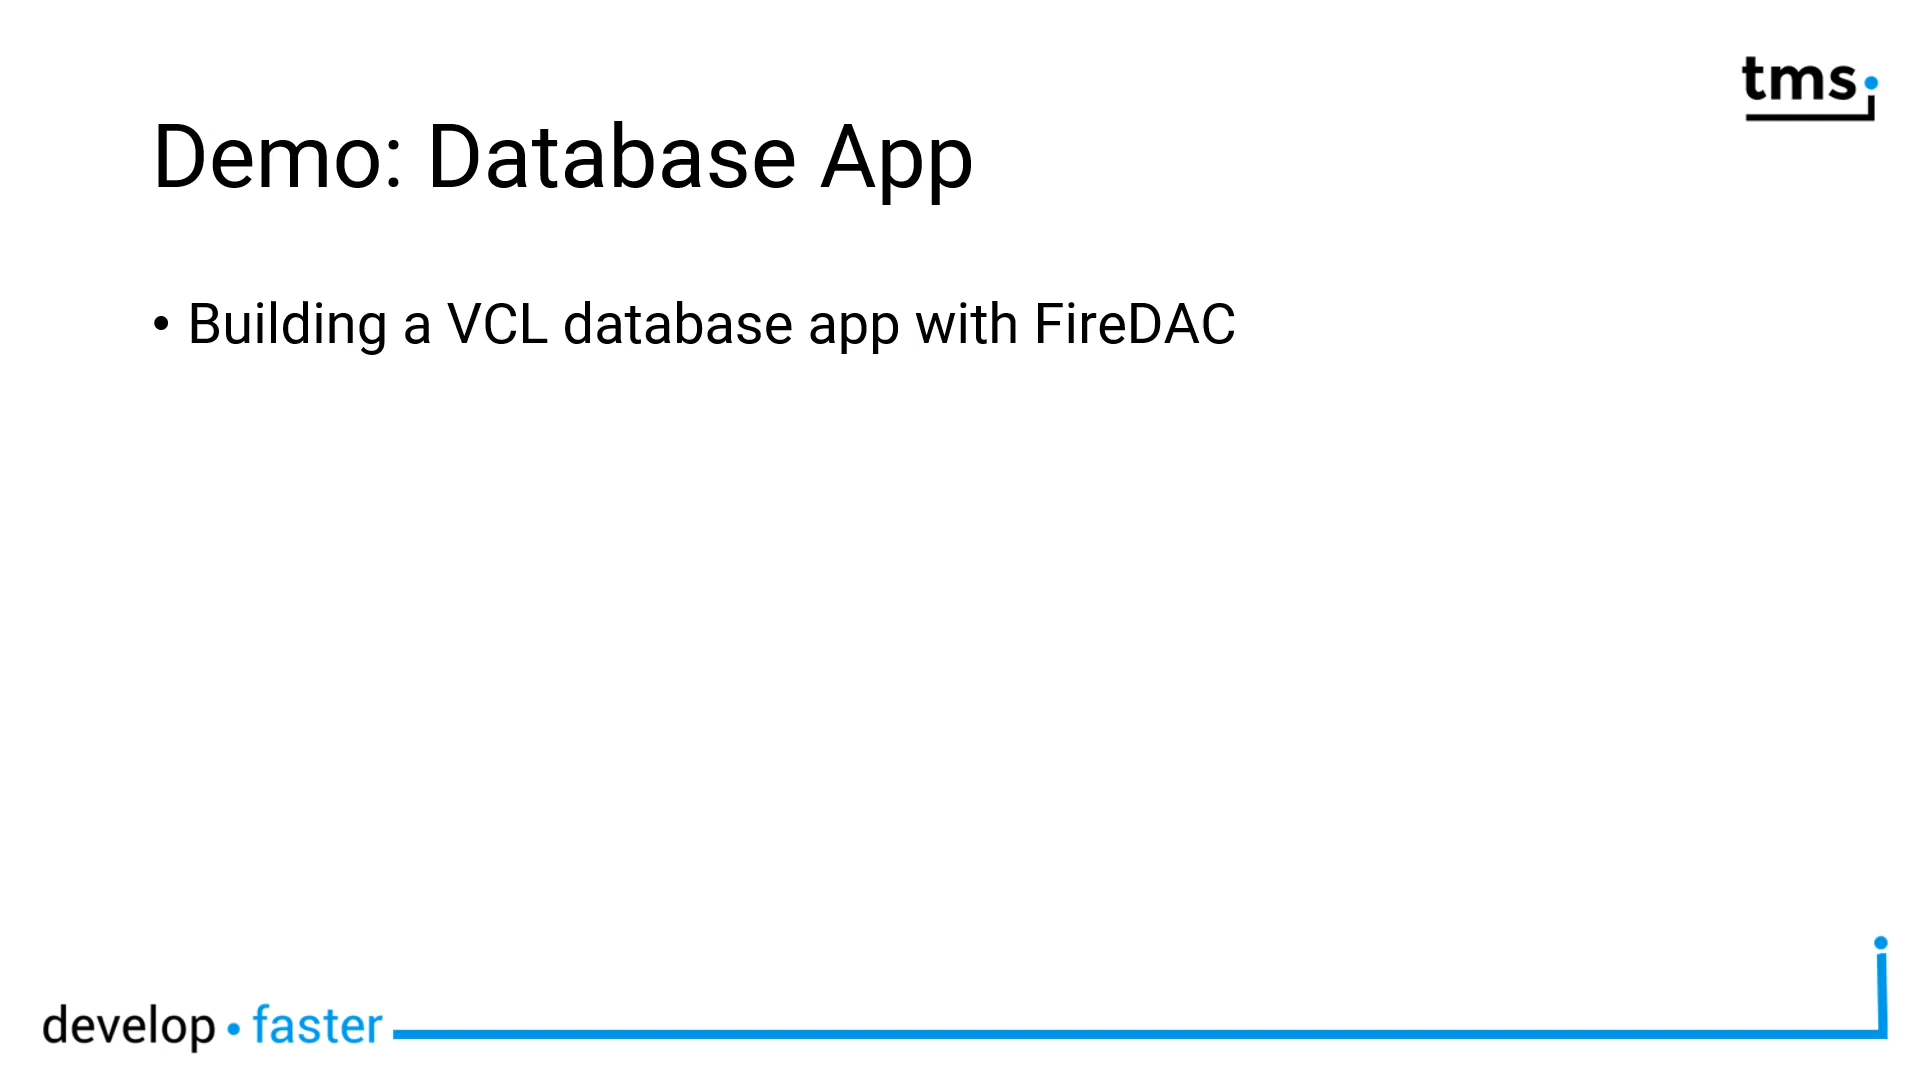 tms
Demo: Database App
• Building a VCL database app with FireDAC
develop • faster